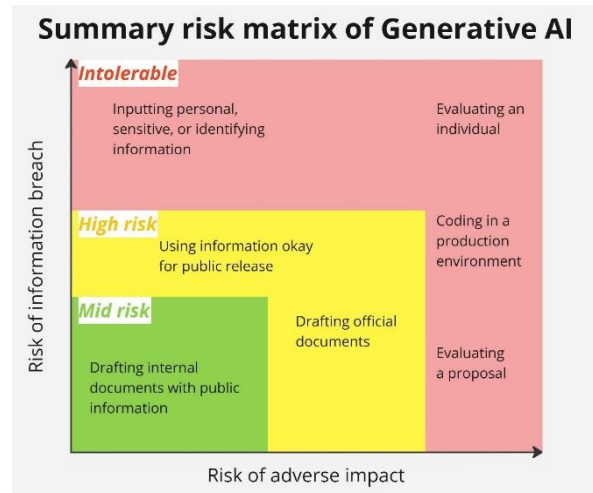 Summary risk matrix of Generative AI
Intolerable
Inputting personal,
sensitive, or identifying
information
Evaluating an
individual
High risk
Using information okay
for public release
Coding in a
production
environment
Mid risk
Drafting official
documents
Drafting internal
documents with public
information
Evaluating
a proposal
Risk of information breach
Risk of adverse impact